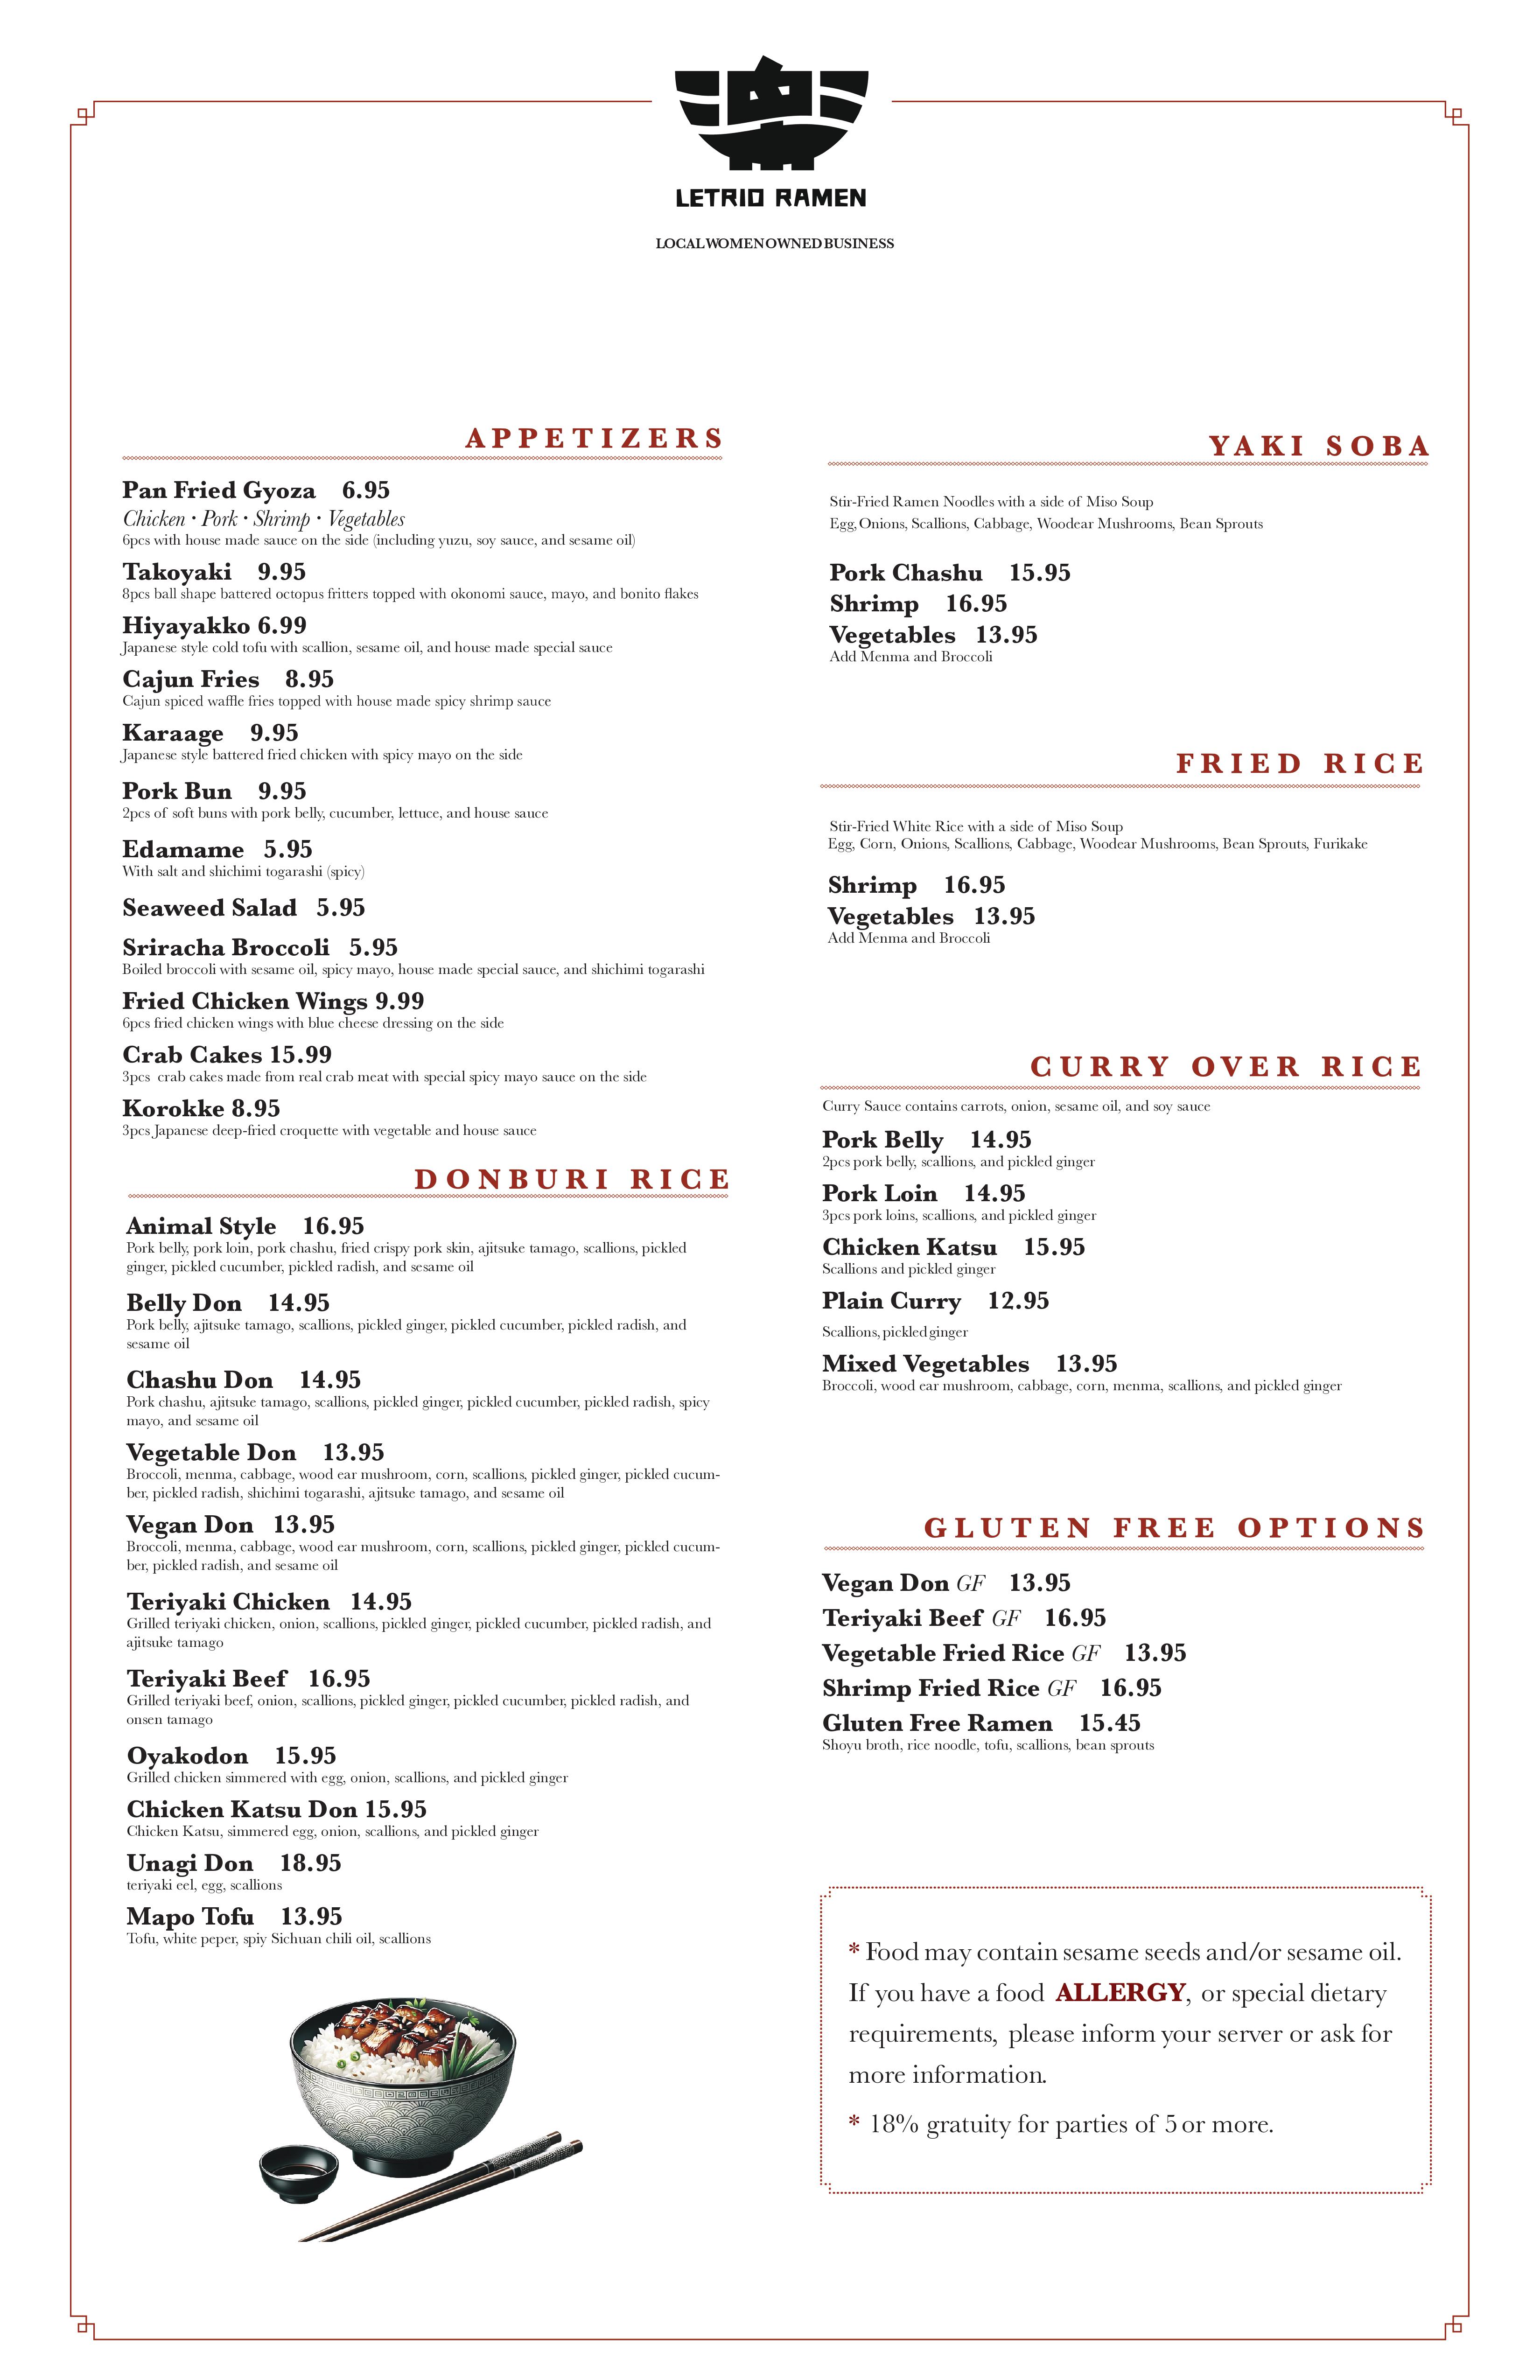 LETRIO RAMEN
LOCAL WOMEN OWNED BUSINESS
APPETIZERS
Pan Fried Gyoza 6.95
Chicken · Pork · Shrimp · Vegetables
6pcs with house made sauce on the side (including yuzu, soy sauce, and sesame oil)
Takoyaki 9.95
8pcs ball shape battered octopus fritters topped with okonomi sauce, mayo, and bonito flakes
Hiyayakko 6.99
Japanese style cold tofu with scallion, sesame oil, and house made special sauce
Cajun Fries 8.95
Cajun spiced waffle fries topped with house made spicy shrimp sauce
Karaage 9.95
Japanese style battered fried chicken with spicy mayo on the side
Pork Bun 9.95
2pcs of soft buns with pork belly, cucumber, lettuce, and house sauce
Edamame 5.95
With salt and shichimi togarashi (spicy)
Seaweed Salad 5.95
Sriracha Broccoli 5.95
Boiled broccoli with sesame oil, spicy mayo, house made special sauce, and shichimi togarashi
Fried Chicken Wings 9.99
6pcs fried chicken wings with blue cheese dressing on the side
Crab Cakes 15.99
3pcs crab cakes made from real crab meat with special spicy mayo sauce on the side
Korokke 8.95
3pcs Japanese deep-fried croquette with vegetable and house sauce
DONBURI RICE
Animal Style 16.95
Pork belly, pork loin, pork chashu, fried crispy pork skin, ajitsuke tamago, scallions, pickled
ginger, pickled cucumber, pickled radish, and sesame oil
Belly Don 14.95
Pork belly, ajitsuke tamago, scallions, pickled ginger, pickled cucumber, pickled radish, and
sesame oil
Chashu Don 14.95
Pork chashu, ajitsuke tamago, scallions, pickled ginger, pickled cucumber, pickled radish, spicy
mayo, and sesame oil
Vegetable Don 13.95
Broccoli, menma, cabbage, wood ear mushroom, corn, scallions, pickled ginger, pickled cucum-
ber, pickled radish, shichimi togarashi, ajitsuke tamago, and sesame oil
Vegan Don 13.95
Broccoli, menma, cabbage, wood ear mushroom, corn, scallions, pickled ginger, pickled cucum-
ber, pickled radish, and sesame oil
Teriyaki Chicken 14.95
Grilled teriyaki chicken, onion, scallions, pickled ginger, pickled cucumber, pickled radish, and
ajitsuke tamago
Teriyaki Beef 16.95
Grilled teriyaki beef, onion, scallions, pickled ginger, pickled cucumber, pickled radish, and
onsen tamago
Oyakodon 15.95
Grilled chicken simmered with egg, onion, scallions, and pickled ginger
Chicken Katsu Don 15.95
Chicken Katsu, simmered egg, onion, scallions, and pickled ginger
Unagi Don 18.95
teriyaki eel, egg, scallions
Mapo Tofu 13.95
Tofu, white peper, spiy Sichuan chili oil, scallions
YAKI SOBA
Stir-Fried Ramen Noodles with a side of Miso Soup
Egg, Onions, Scallions, Cabbage, Woodear Mushrooms, Bean Sprouts
Pork Chashu 15.95
Shrimp 16.95
Vegetables 13.95
Add Menma and Broccoli
FRIED RICE
Stir-Fried White Rice with a side of Miso Soup
Egg, Corn, Onions, Scallions, Cabbage, Woodear Mushrooms, Bean Sprouts, Furikake
Shrimp 16.95
Vegetables 13.95
Add Menma and Broccoli
CURRY OVER RICE
Curry Sauce contains carrots, onion, sesame oil, and soy sauce
Pork Belly 14.95
2pcs pork belly, scallions, and pickled ginger
Pork Loin 14.95
3pcs pork loins, scallions, and pickled ginger
Chicken Katsu 15.95
Scallions and pickled ginger
Plain Curry 12.95
Scallions, pickled ginger
Mixed Vegetables 13.95
Broccoli, wood ear mushroom, cabbage, corn, menma, scallions, and pickled ginger
GLUTEN FREE OPTIONS
Vegan Don GF 13.95
Teriyaki Beef GF 16.95
Vegetable Fried Rice GF 13.95
Shrimp Fried Rice GF 16.95
Gluten Free Ramen 15.45
Shoyu broth, rice noodle, tofu, scallions, bean sprouts
* Food may contain sesame seeds and/or sesame oil.
If you have a food ALLERGY, or special dietary
requirements, please inform your server or ask for
more information.
* 18% gratuity for parties of 5 or more.